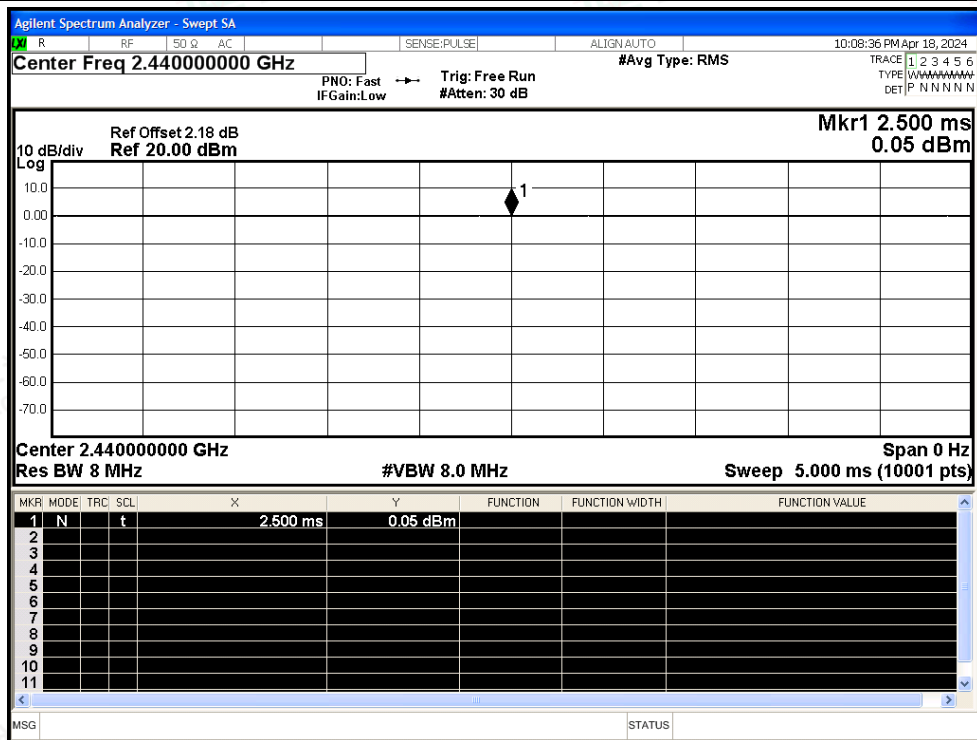 Agilent Spectrum Analyzer - Swept SA
LXI R RF 50 Ω AC SENSE:PULSE ALIGN AUTO 10:08:36 PM Apr 18, 2024
Center Freq 2.440000000 GHz
#Avg Type: RMS
TRACE 1 2 3 4 5 6
PNO: Fast
Trig: Free Run
TYPE
IFGain:Low
#Atten: 30 dB
DET P N N N N N
Mkr1 2.500 ms
Ref Offset 2.18 dB
10 dB/div Ref 20.00 dBm
0.05 dBm
Log
10.0
1
0.00
-10.0
-20.0
-30.0
-40.0
-50.0
-60.0
-70.0
Center 2.440000000 GHz Span 0 Hz
Res BW 8 MHz #VBW 8.0 MHz Sweep 5.000 ms (10001 pts)
MKR MODE TRC SCL X Y FUNCTION FUNCTION WIDTH FUNCTION VALUE
1 N t 2.500 ms 0.05 dBm
2
3
4
5
6
7
8
9
10
11
MSG STATUS